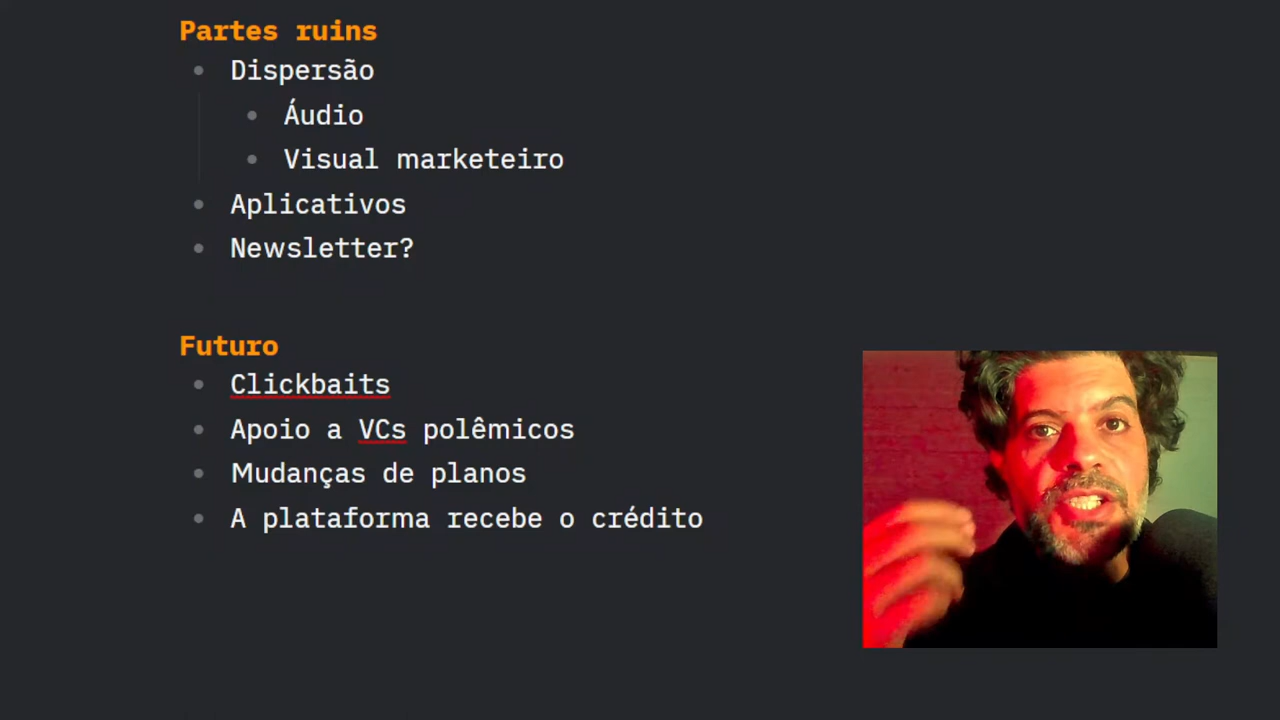 Partes ruins
Dispersão
Áudio
Visual marketeiro
Aplicativos
Newsletter?
Futuro
Clickbaits
Apoio a VCs polêmicos
Mudanças de planos
A plataforma recebe o crédito